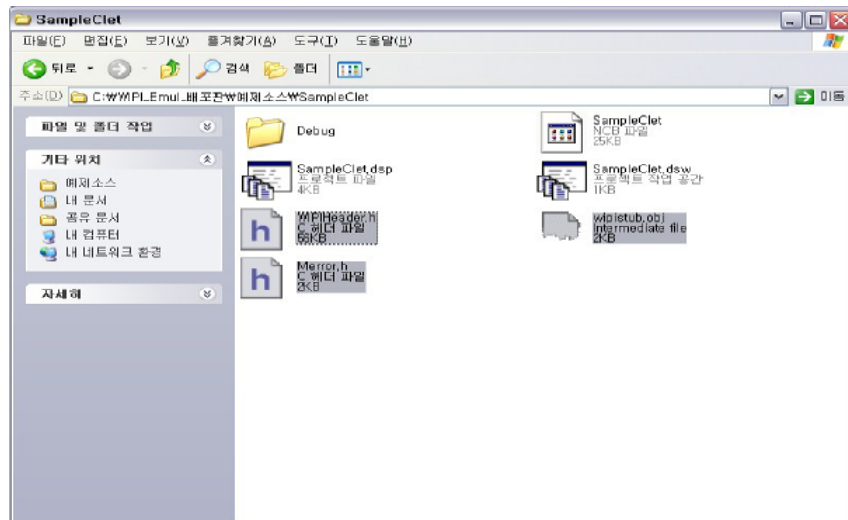 SampleClet
파일(F) 편집(E) 보기(V) 즐겨찾기(A) 도구(T) 도움말(H)
뒤로 검색 폴더
주소(D) C:\WIPI_Emul_배포판\예제소스\SampleClet 이동
파일 및 폴더 작업
기타 위치
예제소스
내 문서
공유 문서
내 컴퓨터
내 네트워크 환경
자세히
Debug
SampleClet
NCB 파일
25KB
SampleClet.dsp
프로젝트 파일
4KB
SampleClet.dsw
프로젝트 작업 공간
1KB
WIPIHeader.h
C 헤더 파일
56KB
wipistub.obj
Intermediate file
2KB
Merror.h
C 헤더 파일
2KB